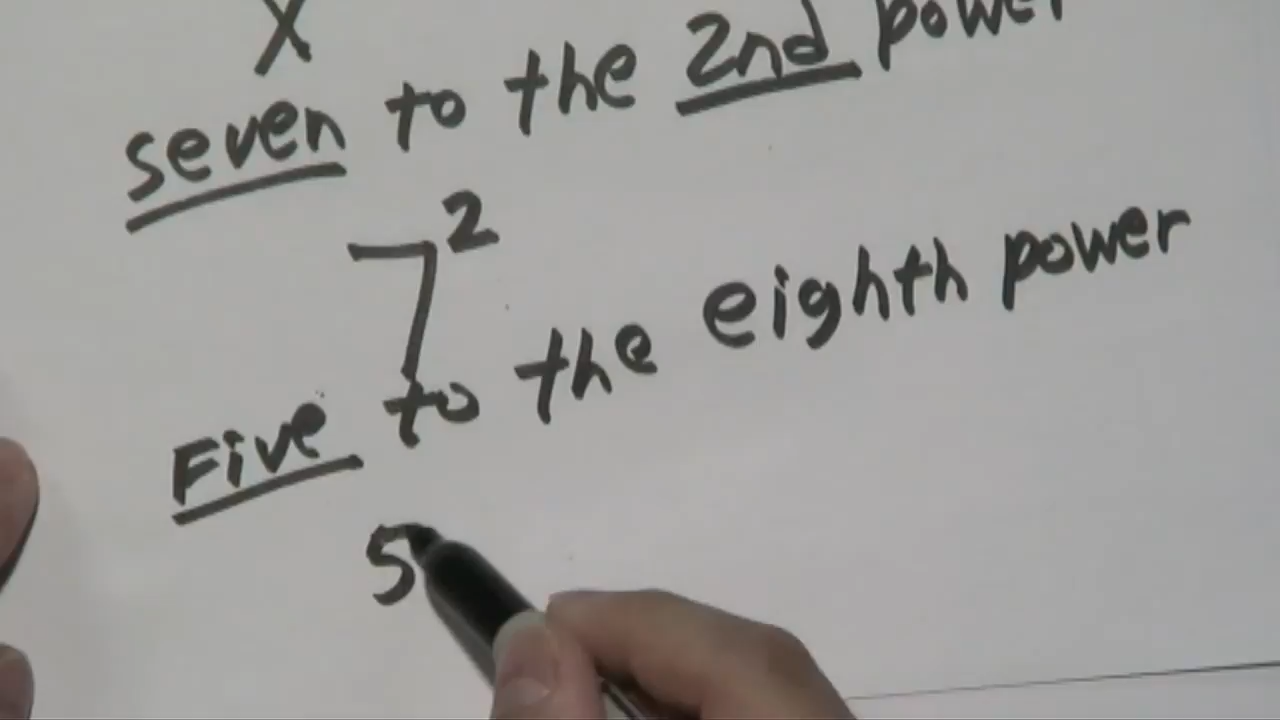 X
seven to the 2nd power
7²
Five to the eighth power
5